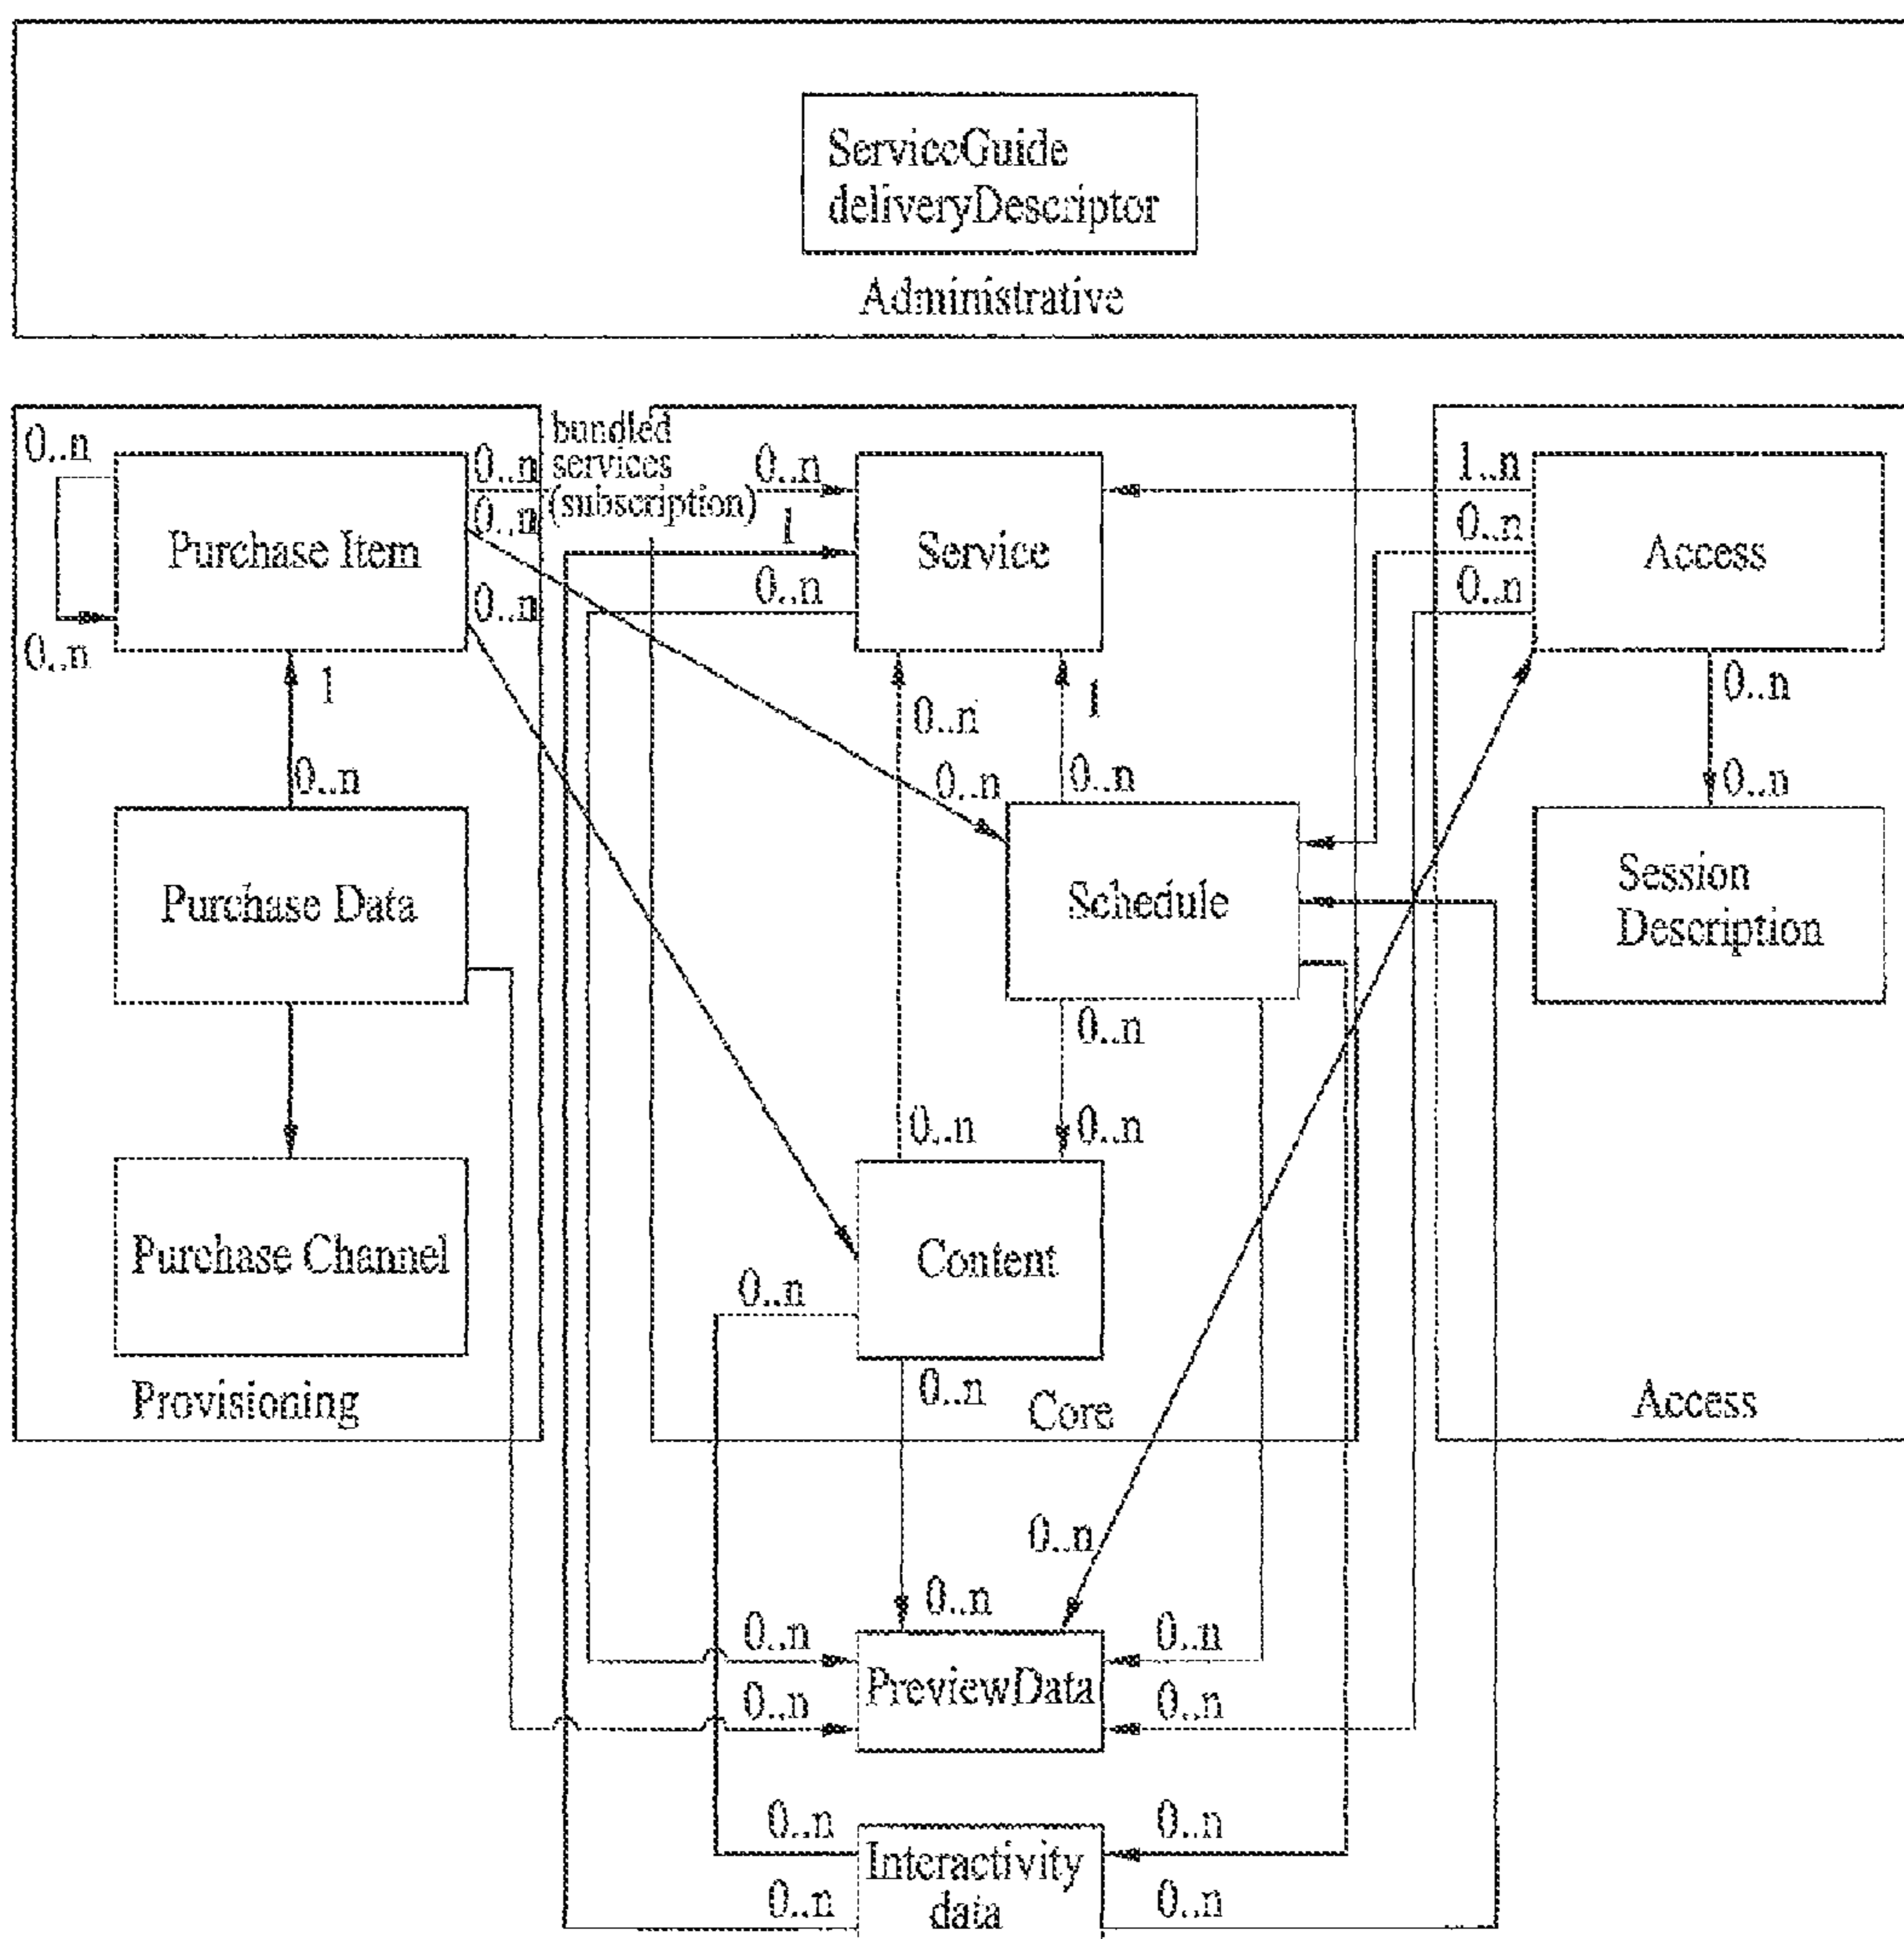 ServiceGuide
deliveryDescriptor
Administrative
0..n
Purchase Item
0..n
0..n
0..n
0..n
bundled
services
(subscription)
0..n
1
0..n
Service
1..n
0..n
0..n
Access
1
0..n
0..n
1
0..n
0..n
0..n
0..n
Purchase Data
Schedule
Session
Description
0..n
0..n
0..n
Purchase Channel
Content
0..n
0..n
Provisioning
Core
Access
0..n
0..n
0..n
0..n
PreviewData
0..n
0..n
0..n
0..n
Interactivity
data
0..n
0..n